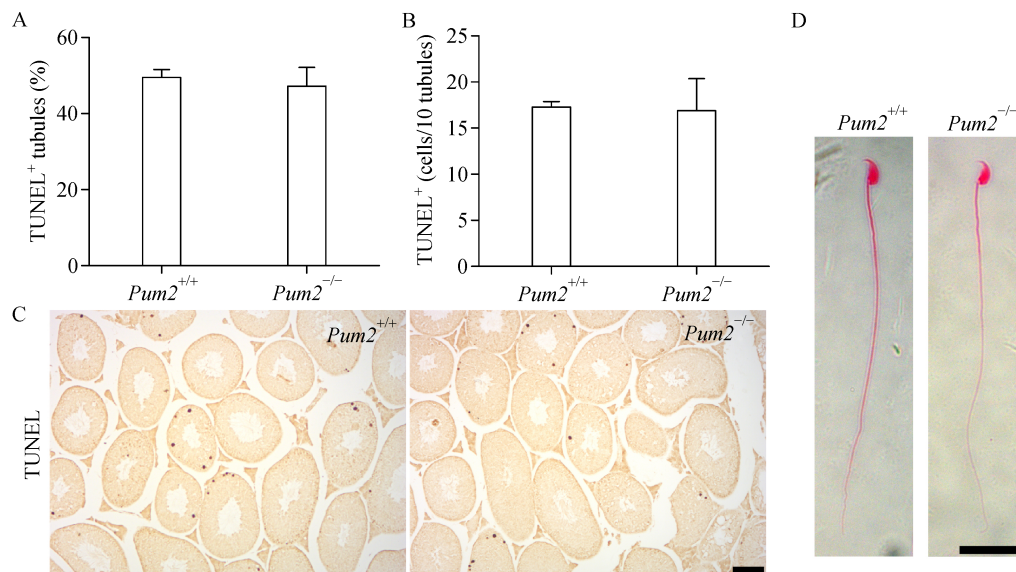 A
TUNEL⁺ tubules (%)
60
40
20
0
Pum2⁺/⁺
Pum2⁻/⁻
B
TUNEL⁺ (cells/10 tubules)
25
20
15
10
5
0
Pum2⁺/⁺
Pum2⁻/⁻
C
TUNEL
Pum2⁺/⁺
Pum2⁻/⁻
D
Pum2⁺/⁺
Pum2⁻/⁻